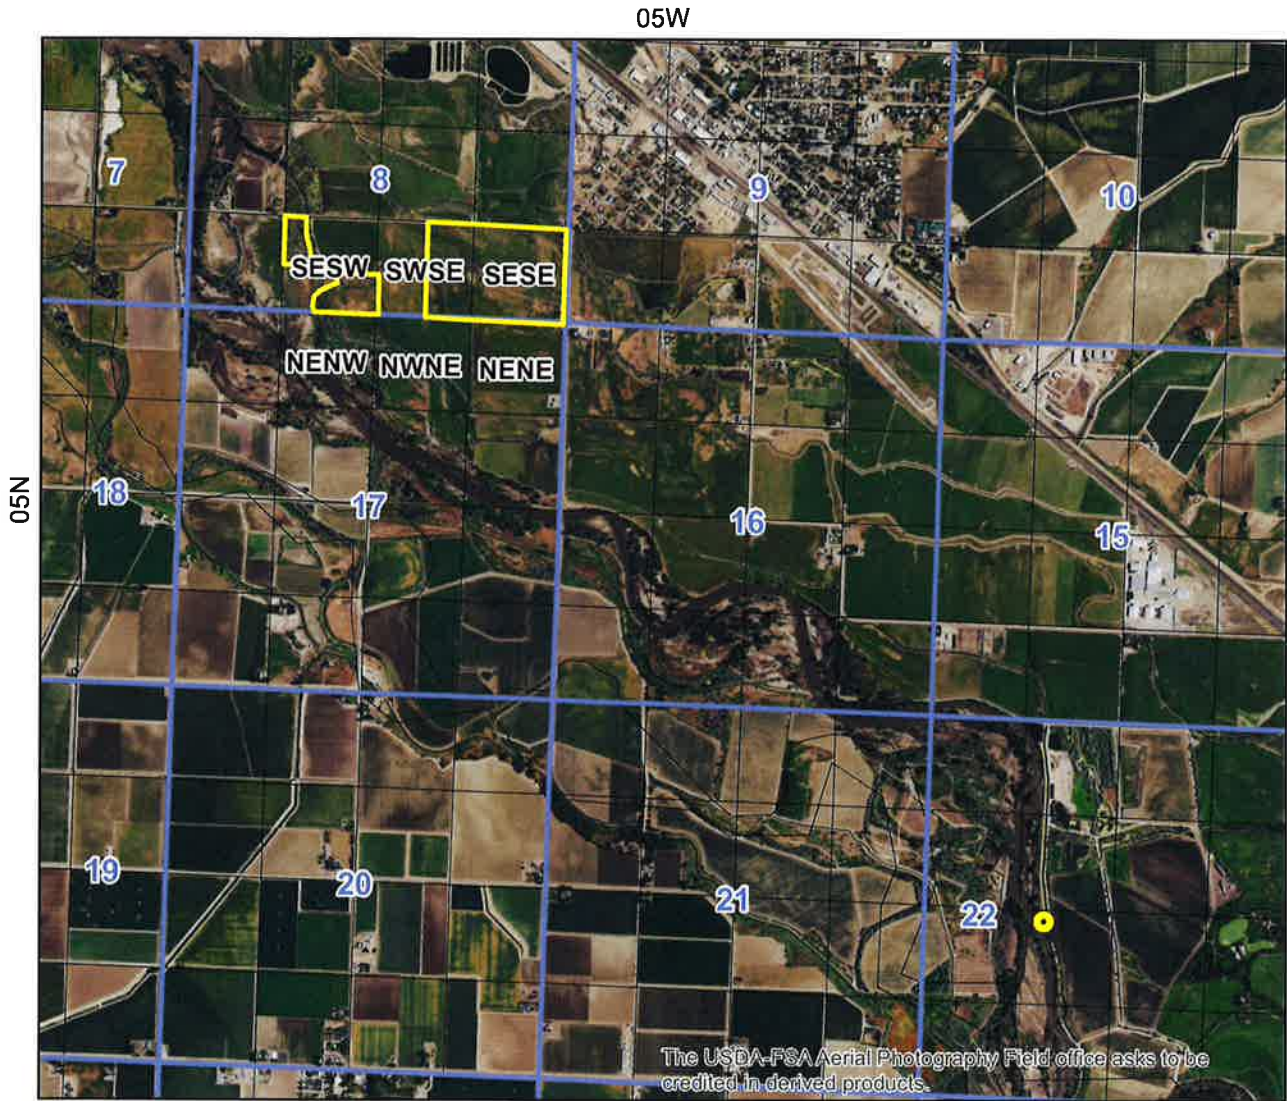 05W
7
8
9
10
SESW SWSE SESE
NENW NWNE NENE
05N
18
17
16
15
19
20
21
22
The USDA-FSA Aerial Photography Field office asks to be
credited in derived products.